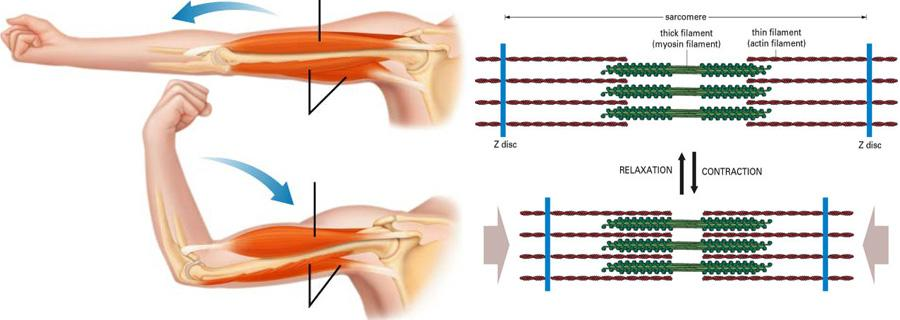 sarcomere
thick filament
(myosin filament)
thin filament
(actin filament)
Z disc
Z disc
RELAXATION
CONTRACTION